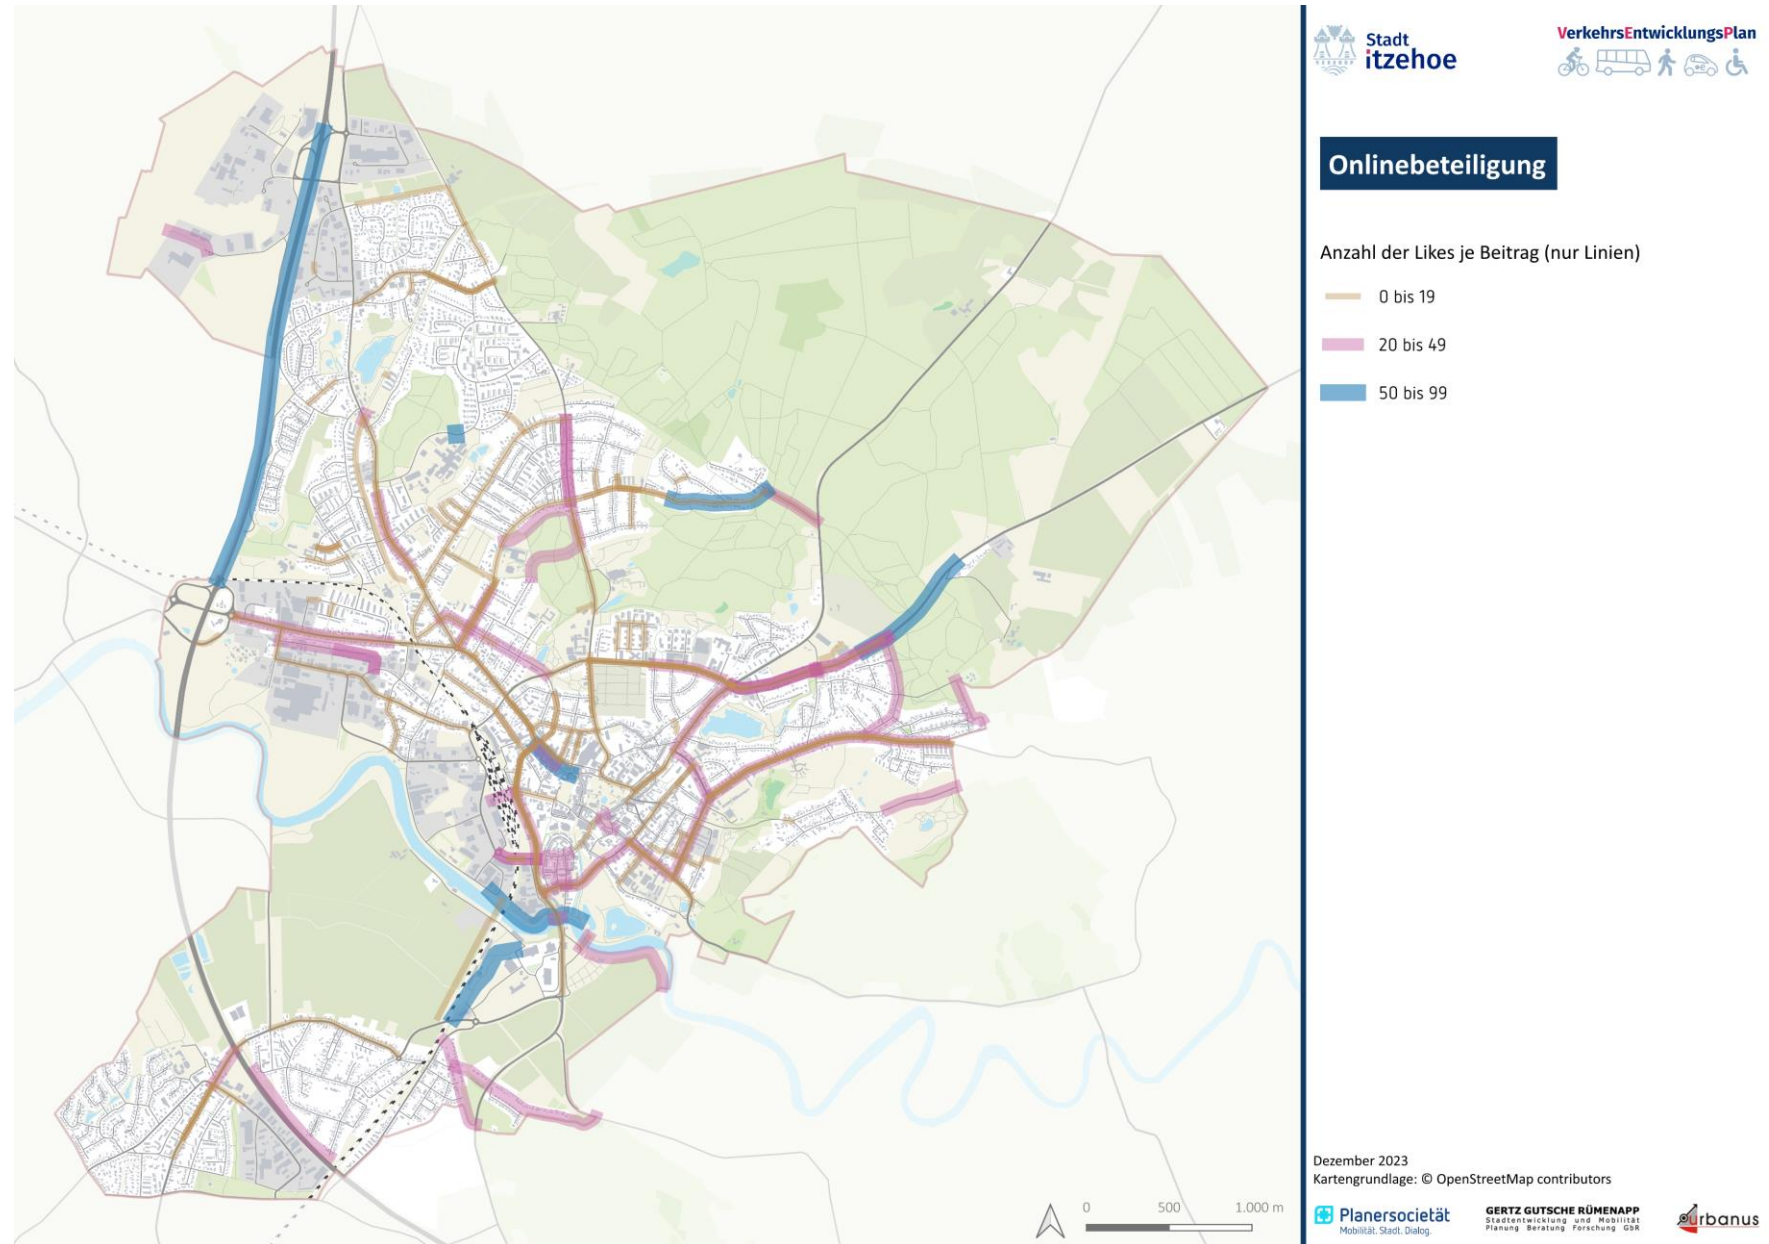 Stadt
itzehoe
VerkehrsEntwicklungsPlan
Onlinebeteiligung
Anzahl der Likes je Beitrag (nur Linien)
0 bis 19
20 bis 49
50 bis 99
Dezember 2023
Kartengrundlage: © OpenStreetMap contributors
0 500 1.000 m
Planersocietät
Mobilität. Stadt. Dialog.
GERTZ GUTSCHE RÜMENAPP
Stadtentwicklung und Mobilität
Planung Beratung Forschung GbR
urbanus